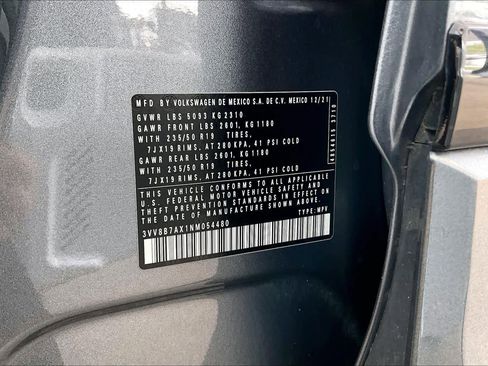 MFD BY VOLKSWAGEN DE MEXICO S.A. DE C.V. MEXICO 12/21
GVWR LBS 5093 KG 2310
GAWR FRONT LBS 2601, KG 1180
WITH 235/50 R19 TIRES,
7JX19 RIMS, AT 280 KPA, 41 PSI COLD
GAWR REAR LBS 2601, KG 1180
WITH 235/50 R19 TIRES,
7JX19 RIMS, AT 280 KPA, 41 PSI COLD
THIS VEHICLE CONFORMS TO ALL APPLICABLE
U.S. FEDERAL MOTOR VEHICLE SAFETY AND
THEFT PREVENTION STANDARDS IN EFFECT ON
THE DATE OF MANUFACTURE SHOWN ABOVE
3VV8B7AX1NM054480
TYPE: MPV